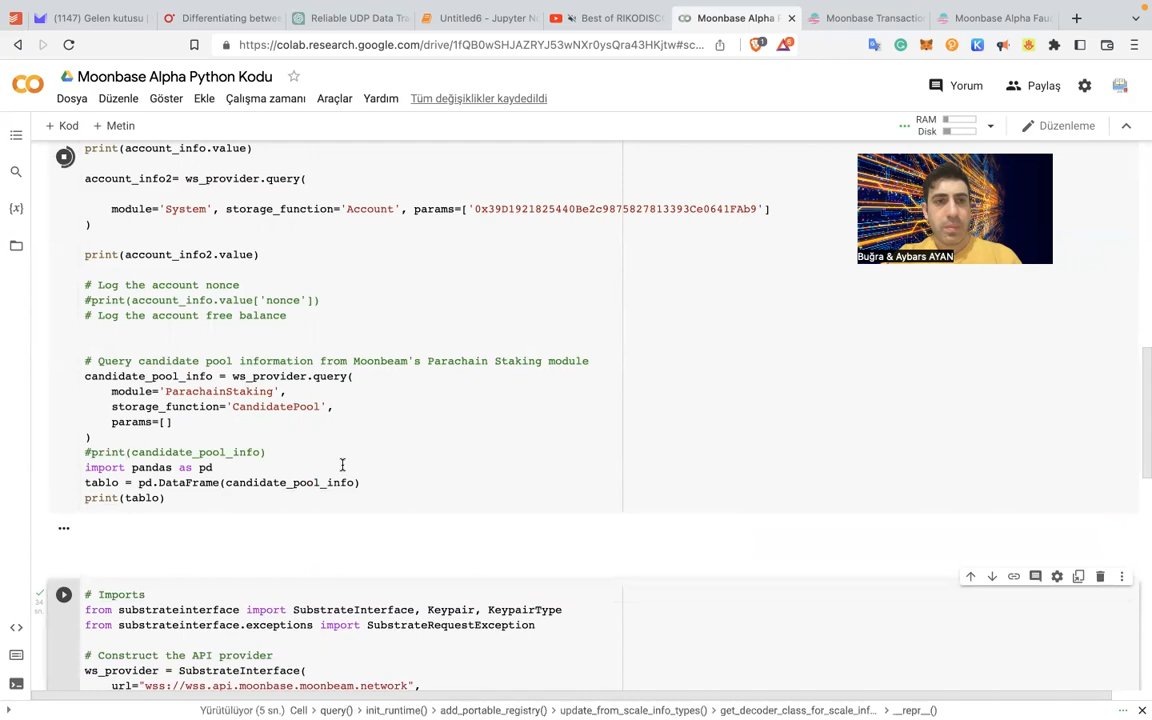 (1147) Gelen kutusu
Differentiating betwe
Reliable UDP Data Tra
Untitled6 - Jupyter N
Best of RIKODISC
Moonbase Alpha P
Moonbase Transactio
Moonbase Alpha Fau
https://colab.research.google.com/drive/1fQB0wSHJAZRYJ53wNXr0ysQra43HKjtw#sc...
Moonbase Alpha Python Kodu
Yorum
Paylaş
Dosya Düzenle Göster Ekle Çalışma zamanı Araçlar Yardım Tüm değişiklikler kaydedildi
+ Kod + Metin
RAM
Disk
Düzenleme
print(account_info.value)
account_info2= ws_provider.query(
module='System', storage_function='Account', params=['0x39D1921825440Be2c9875827813393Ce0641FAb9']
)
print(account_info2.value)
# Log the account nonce
#print(account_info.value['nonce'])
# Log the account free balance
# Query candidate pool information from Moonbeam's Parachain Staking module
candidate_pool_info = ws_provider.query(
module='ParachainStaking',
storage_function='CandidatePool',
params=[]
)
#print(candidate_pool_info)
import pandas as pd
tablo = pd.DataFrame(candidate_pool_info)
print(tablo)
Buğra & Aybars AYAN
...
34
sn.
# Imports
from substrateinterface import SubstrateInterface, Keypair, KeypairType
from substrateinterface.exceptions import SubstrateRequestException
# Construct the API provider
ws_provider = SubstrateInterface(
url="wss://wss.api.moonbase.moonbeam.network",
Yürütülüyor (5 sn.) Cell > query() > init_runtime() > add_portable_registry() > update_from_scale_info_types() > get_decoder_class_for_scale_inf... > __repr__()